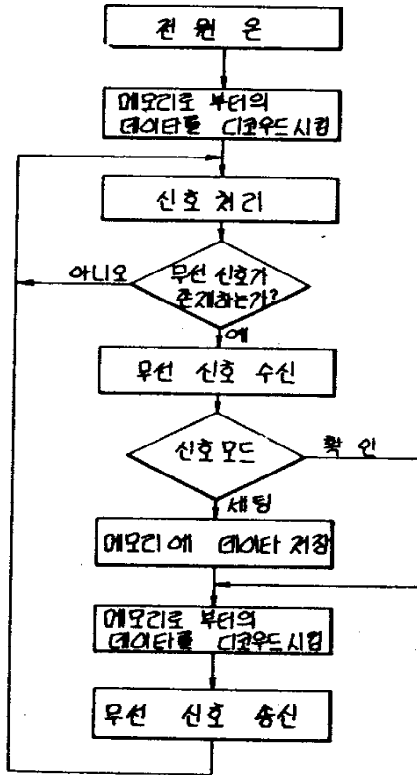 전원 온
메모리로 부터의
데이타를 디코우드시킴
신호 처리
아니오
무선 신호가
존재하는가?
예
무선 신호 수신
신호 모드
확인
세팅
메모리에 데이타 저장
메모리로 부터의
데이타를 디코우드시킴
무선 신호 송신